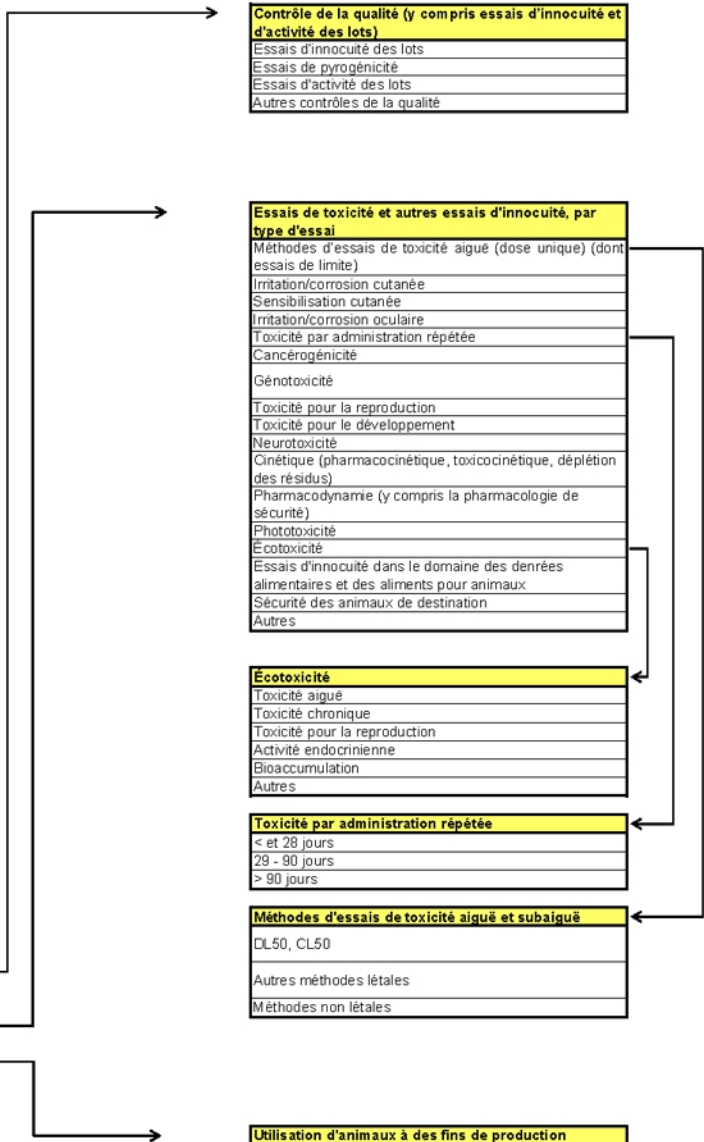 Contrôle de la qualité (y compris essais d'innocuité et
d'activité des lots)
Essais d'innocuité des lots
Essais de pyrogénicité
Essais d'activité des lots
Autres contrôles de la qualité
Essais de toxicité et autres essais d'innocuité, par
type d'essai
Méthodes d'essais de toxicité aiguë (dose unique) (dont
essais de limite)
Irritation/corrosion cutanée
Sensibilisation cutanée
Irritation/corrosion oculaire
Toxicité par administration répétée
Cancérogénicité
Génotoxicité
Toxicité pour la reproduction
Toxicité pour le développement
Neurotoxicité
Cinétique (pharmacocinétique, toxicocinétique, déplétion
des résidus)
Pharmacodynamie (y compris la pharmacologie de
sécurité)
Phototoxicité
Écotoxicité
Essais d'innocuité dans le domaine des denrées
alimentaires et des aliments pour animaux
Sécurité des animaux de destination
Autres
Écotoxicité
Toxicité aiguë
Toxicité chronique
Toxicité pour la reproduction
Activité endocrinienne
Bioaccumulation
Autres
Toxicité par administration répétée
< et 28 jours
29 - 90 jours
> 90 jours
Méthodes d'essais de toxicité aiguë et subaiguë
DL50, CL50
Autres méthodes létales
Méthodes non létales
Utilisation d'animaux à des fins de production